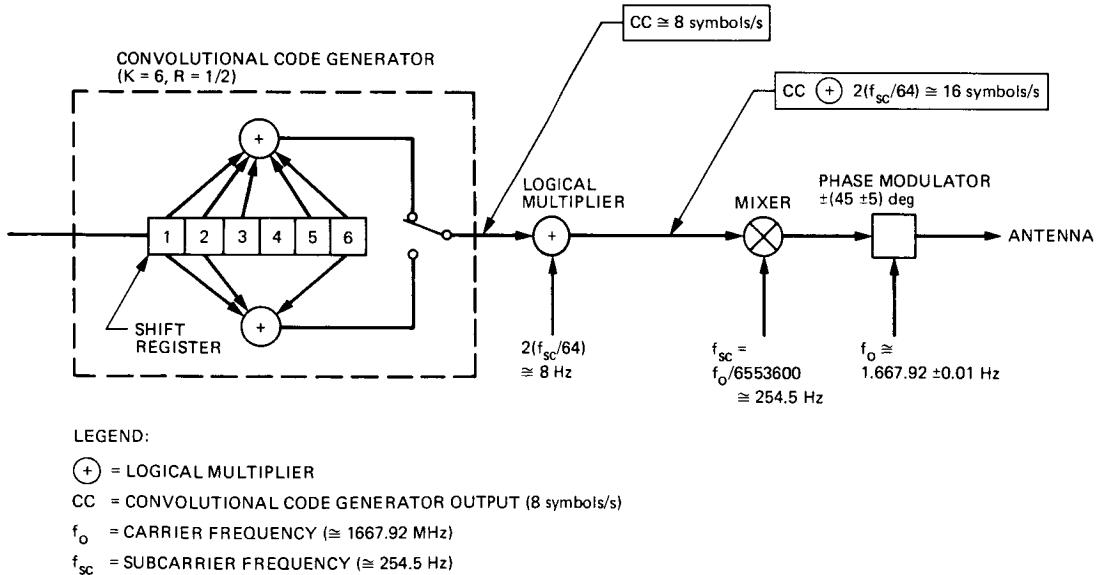 CC ≅ 8 symbols/s
CONVOLUTIONAL CODE GENERATOR
(K = 6, R = 1/2)
CC ⊕ 2(fsc/64) ≅ 16 symbols/s
+
LOGICAL
MULTIPLIER
MIXER
PHASE MODULATOR
±(45 ±5) deg
1 2 3 4 5 6
+
ANTENNA
+
SHIFT
REGISTER
2(fsc/64)
≅ 8 Hz
fsc =
fo/6553600
≅ 254.5 Hz
fo ≅
1.667.92 ±0.01 Hz
LEGEND:
⊕ = LOGICAL MULTIPLIER
CC = CONVOLUTIONAL CODE GENERATOR OUTPUT (8 symbols/s)
fo = CARRIER FREQUENCY (≅ 1667.92 MHz)
fsc = SUBCARRIER FREQUENCY (≅ 254.5 Hz)